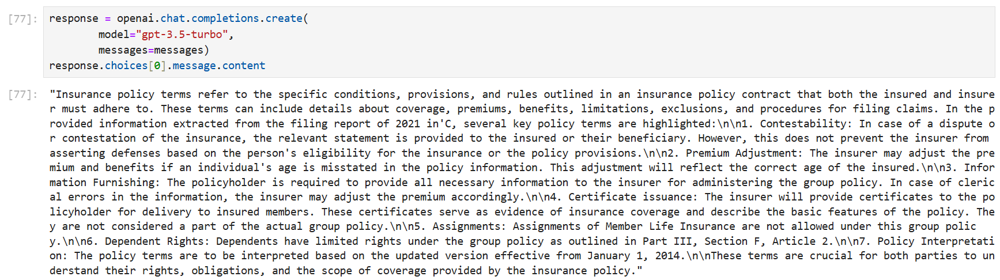 [77]: response = openai.chat.completions.create(
        model="gpt-3.5-turbo",
        messages=messages)
response.choices[0].message.content
[77]: "Insurance policy terms refer to the specific conditions, provisions, and rules outlined in an insurance policy contract that both the insured and insure
r must adhere to. These terms can include details about coverage, premiums, benefits, limitations, exclusions, and procedures for filing claims. In the p
rovided information extracted from the filing report of 2021 in'C, several key policy terms are highlighted:\n\n1. Contestability: In case of a dispute o
r contestation of the insurance, the relevant statement is provided to the insured or their beneficiary. However, this does not prevent the insurer from
asserting defenses based on the person's eligibility for the insurance or the policy provisions.\n\n2. Premium Adjustment: The insurer may adjust the pre
mium and benefits if an individual's age is misstated in the policy information. This adjustment will reflect the correct age of the insured.\n\n3. Infor
mation Furnishing: The policyholder is required to provide all necessary information to the insurer for administering the group policy. In case of cleric
al errors in the information, the insurer may adjust the premium accordingly.\n\n4. Certificate issuance: The insurer will provide certificates to the po
licyholder for delivery to insured members. These certificates serve as evidence of insurance coverage and describe the basic features of the policy. The
y are not considered a part of the actual group policy.\n\n5. Assignments: Assignments of Member Life Insurance are not allowed under this group polic
y.\n\n6. Dependent Rights: Dependents have limited rights under the group policy as outlined in Part III, Section F, Article 2.\n\n7. Policy Interpretati
on: The policy terms are to be interpreted based on the updated version effective from January 1, 2014.\n\nThese terms are crucial for both parties to un
derstand their rights, obligations, and the scope of coverage provided by the insurance policy."